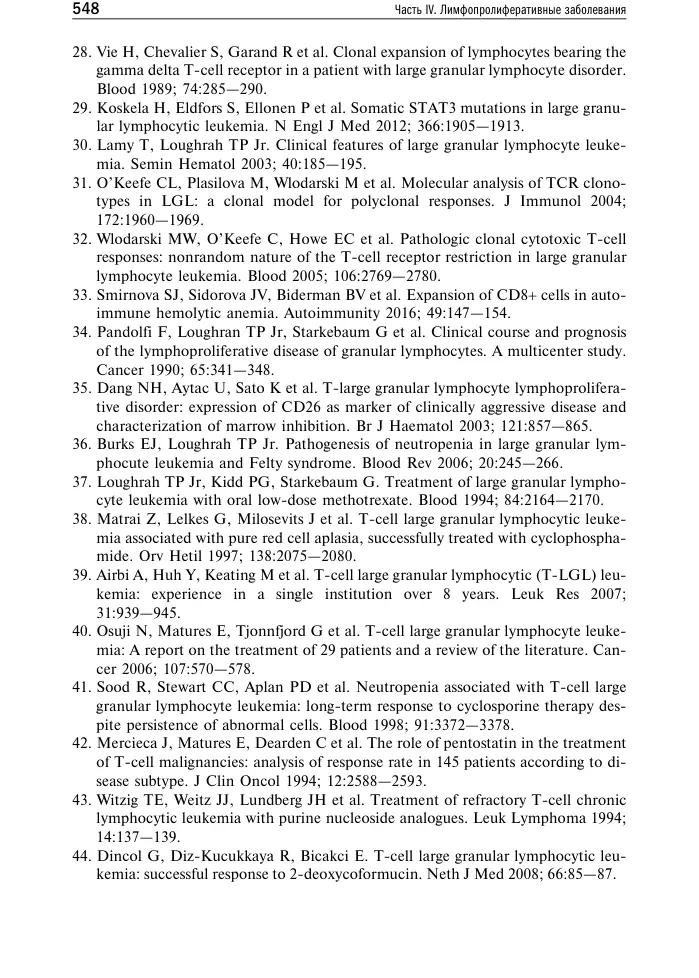 548
Часть IV. Лимфопролиферативные заболевания
28. Vie H, Chevalier S, Garand R et al. Clonal expansion of lymphocytes bearing the
gamma delta T-cell receptor in a patient with large granular lymphocyte disorder.
Blood 1989; 74:285—290.
29. Koskela H, Eldfors S, Ellonen P et al. Somatic STAT3 mutations in large granu-
lar lymphocytic leukemia. N Engl J Med 2012; 366:1905—1913.
30. Lamy T, Loughrah TP Jr. Clinical features of large granular lymphocyte leuke-
mia. Semin Hematol 2003; 40:185—195.
31. O’Keefe CL, Plasilova M, Wlodarski M et al. Molecular analysis of TCR clono-
types in LGL: a clonal model for polyclonal responses. J Immunol 2004;
172:1960—1969.
32. Wlodarski MW, O’Keefe C, Howe EC et al. Pathologic clonal cytotoxic T-cell
responses: nonrandom nature of the T-cell receptor restriction in large granular
lymphocyte leukemia. Blood 2005; 106:2769—2780.
33. Smirnova SJ, Sidorova JV, Biderman BV et al. Expansion of CD8+ cells in auto-
immune hemolytic anemia. Autoimmunity 2016; 49:147—154.
34. Pandolfi F, Loughran TP Jr, Starkebaum G et al. Clinical course and prognosis
of the lymphoproliferative disease of granular lymphocytes. A multicenter study.
Cancer 1990; 65:341—348.
35. Dang NH, Aytac U, Sato K et al. T-large granular lymphocyte lymphoprolifera-
tive disorder: expression of CD26 as marker of clinically aggressive disease and
characterization of marrow inhibition. Br J Haematol 2003; 121:857—865.
36. Burks EJ, Loughrah TP Jr. Pathogenesis of neutropenia in large granular lym-
phocute leukemia and Felty syndrome. Blood Rev 2006; 20:245—266.
37. Loughrah TP Jr, Kidd PG, Starkebaum G. Treatment of large granular lympho-
cyte leukemia with oral low-dose methotrexate. Blood 1994; 84:2164—2170.
38. Matrai Z, Lelkes G, Milosevits J et al. T-cell large granular lymphocytic leuke-
mia associated with pure red cell aplasia, successfully treated with cyclophospha-
mide. Orv Hetil 1997; 138:2075—2080.
39. Airbi A, Huh Y, Keating M et al. T-cell large granular lymphocytic (T-LGL) leu-
kemia: experience in a single institution over 8 years. Leuk Res 2007;
31:939—945.
40. Osuji N, Matures E, Tjonnfjord G et al. T-cell large granular lymphocyte leuke-
mia: A report on the treatment of 29 patients and a review of the literature. Can-
cer 2006; 107:570—578.
41. Sood R, Stewart CC, Aplan PD et al. Neutropenia associated with T-cell large
granular lymphocyte leukemia: long-term response to cyclosporine therapy des-
pite persistence of abnormal cells. Blood 1998; 91:3372—3378.
42. Mercieca J, Matures E, Dearden C et al. The role of pentostatin in the treatment
of T-cell malignancies: analysis of response rate in 145 patients according to di-
sease subtype. J Clin Oncol 1994; 12:2588—2593.
43. Witzig TE, Weitz JJ, Lundberg JH et al. Treatment of refractory T-cell chronic
lymphocytic leukemia with purine nucleoside analogues. Leuk Lymphoma 1994;
14:137—139.
44. Dincol G, Diz-Kucukkaya R, Bicakci E. T-cell large granular lymphocytic leu-
kemia: successful response to 2-deoxycoformucin. Neth J Med 2008; 66:85—87.